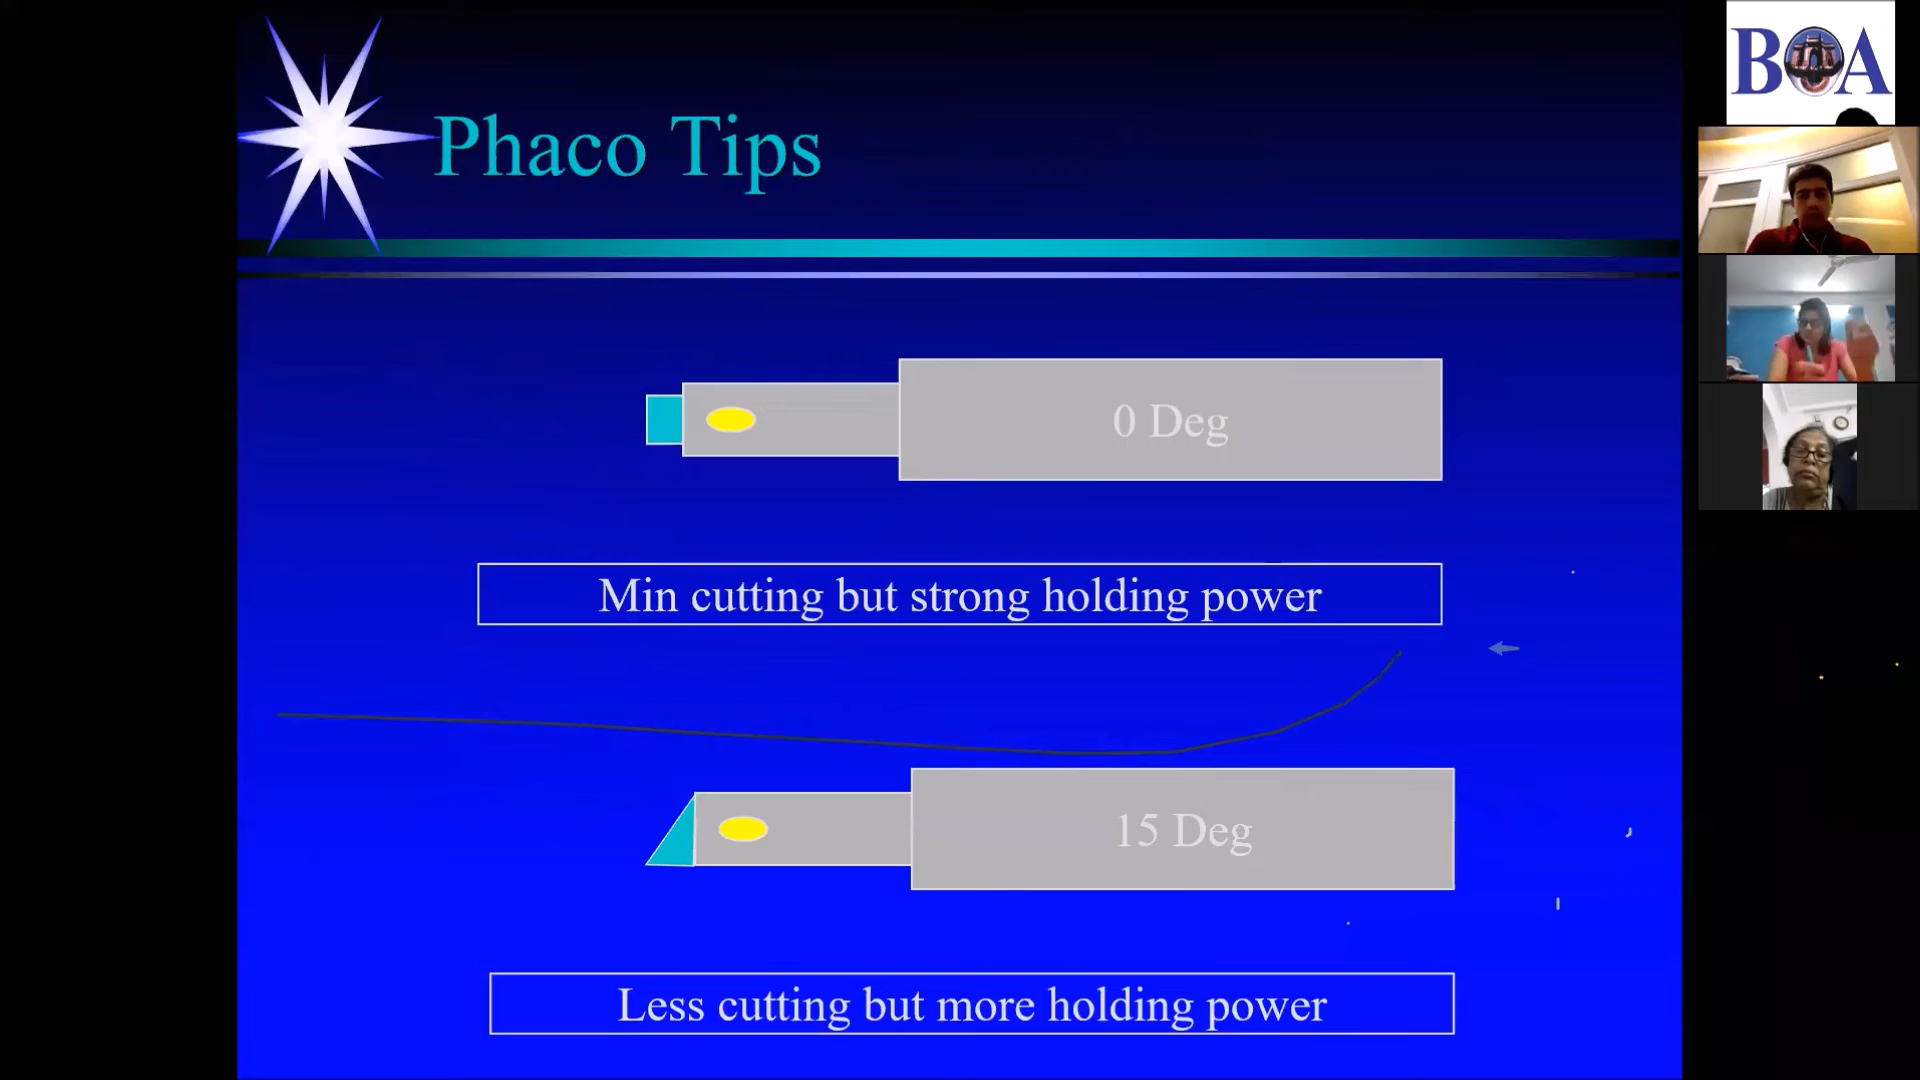 Phaco Tips
0 Deg
Min cutting but strong holding power
15 Deg
Less cutting but more holding power
BOA